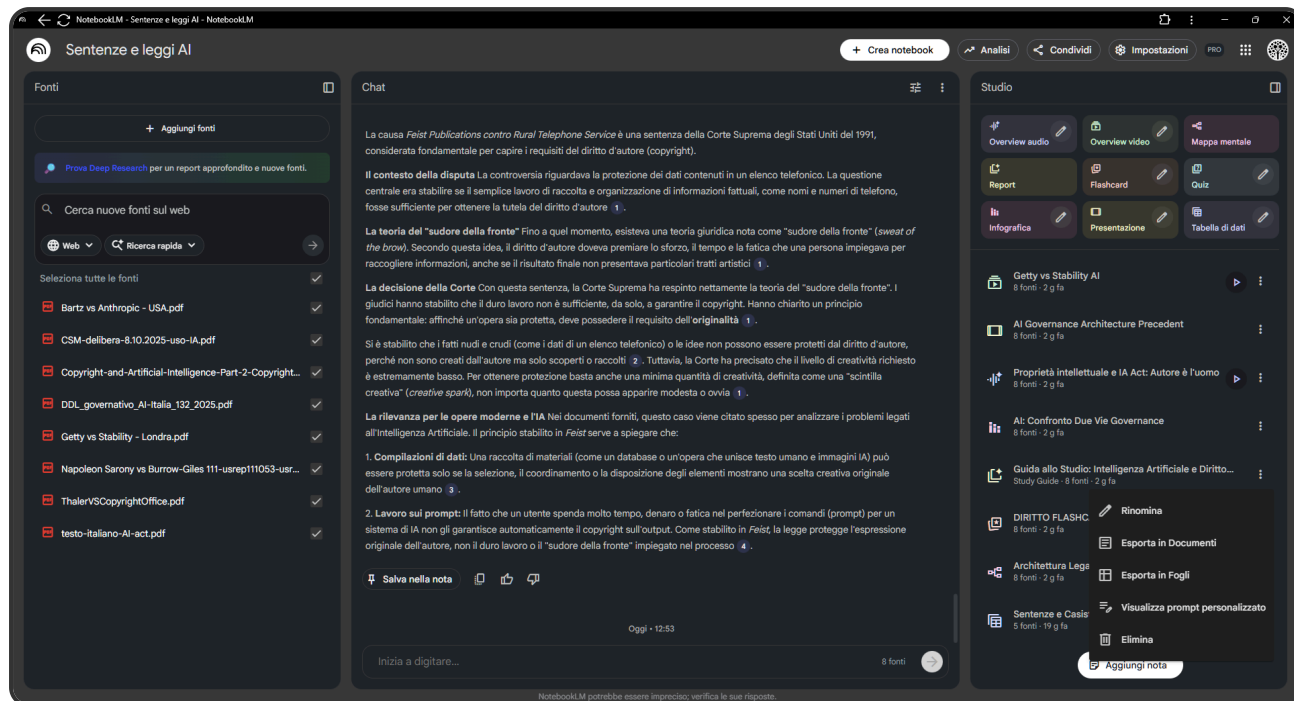 NotebookLM - Sentenze e leggi AI - NotebookLM
Sentenze e leggi AI
Crea notebook
Analisi
Condividi
Impostazioni
PRO
Fonti
Aggiungi fonti
Prova Deep Research per un report approfondito e nuove fonti.
Cerca nuove fonti sul web
Web
Ricerca rapida
Seleziona tutte le fonti
Bartz vs Anthropic - USA.pdf
CSM-delibera-8.10.2025-uso-IA.pdf
Copyright-and-Artificial-Intelligence-Part-2-Copyright...
DDL_governativo_AI-Italia_132_2025.pdf
Getty vs Stability - Londra.pdf
Napoleon Sarony vs Burrow-Giles 111-usrep111053-usr...
ThalerVSCopyrightOffice.pdf
testo-italiano-AI-act.pdf
Chat
La causa Feist Publications contro Rural Telephone Service è una sentenza della Corte Suprema degli Stati Uniti del 1991,
considerata fondamentale per capire i requisiti del diritto d'autore (copyright).
Il contesto della disputa La controversia riguardava la protezione dei dati contenuti in un elenco telefonico. La questione
centrale era stabilire se il semplice lavoro di raccolta e organizzazione di informazioni fattuali, come nomi e numeri di telefono,
fosse sufficiente per ottenere la tutela del diritto d'autore 1 .
La teoria del "sudore della fronte" Fino a quel momento, esisteva una teoria giuridica nota come "sudore della fronte" (sweat of
the brow). Secondo questa idea, il diritto d'autore doveva premiare lo sforzo, il tempo e la fatica che una persona impiegava per
raccogliere informazioni, anche se il risultato finale non presentava particolari tratti artistici 1 .
La decisione della Corte Con questa sentenza, la Corte Suprema ha respinto nettamente la teoria del "sudore della fronte". I
giudici hanno stabilito che il duro lavoro non è sufficiente, da solo, a garantire il copyright. Hanno chiarito un principio
fondamentale: affinché un'opera sia protetta, deve possedere il requisito dell'originalità 1 .
Si è stabilito che i fatti nudi e crudi (come i dati di un elenco telefonico) o le idee non possono essere protetti dal diritto d'autore,
perché non sono creati dall'autore ma solo scoperti o raccolti 2 . Tuttavia, la Corte ha precisato che il livello di creatività richiesto
è estremamente basso. Per ottenere protezione basta anche una minima quantità di creatività, definita come una "scintilla
creativa" (creative spark), non importa quanto questa possa apparire modesta o ovvia 1 .
La rilevanza per le opere moderne e l'IA Nei documenti forniti, questo caso viene citato spesso per analizzare i problemi legati
all'Intelligenza Artificiale. Il principio stabilito in Feist serve a spiegare che:
1. Compilazioni di dati: Una raccolta di materiali (come un database o un'opera che unisce testo umano e immagini IA) può
essere protetta solo se la selezione, il coordinamento o la disposizione degli elementi mostrano una scelta creativa originale
dell'autore umano 3 .
2. Lavoro sui prompt: Il fatto che un utente spenda molto tempo, denaro o fatica nel perfezionare i comandi (prompt) per un
sistema di IA non gli garantisce automaticamente il copyright sull'output. Come stabilito in Feist, la legge protegge l'espressione
originale dell'autore, non il duro lavoro o il "sudore della fronte" impiegato nel processo 4 .
Salva nella nota
Oggi • 12:53
Inizia a digitare...
8 fonti
NotebookLM potrebbe essere impreciso; verifica le sue risposte.
Studio
Overview audio
Overview video
Mappa mentale
Report
Flashcard
Quiz
Infografica
Presentazione
Tabella di dati
Getty vs Stability AI
8 fonti · 2 g fa
AI Governance Architecture Precedent
8 fonti · 2 g fa
Proprietà intellettuale e IA Act: Autore è l'uomo
8 fonti · 2 g fa
AI: Confronto Due Vie Governance
8 fonti · 2 g fa
Guida allo Studio: Intelligenza Artificiale e Diritto...
Study Guide · 8 fonti · 2 g fa
DIRITTO FLASHC
8 fonti · 2 g fa
Architettura Lega
8 fonti · 2 g fa
Sentenze e Casis
5 fonti · 19 g fa
Rinomina
Esporta in Documenti
Esporta in Fogli
Visualizza prompt personalizzato
Elimina
Aggiungi nota